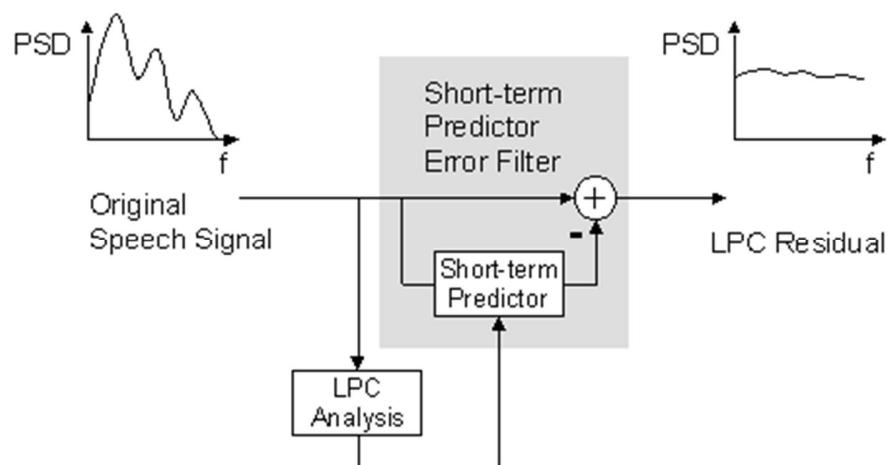 PSD
f
Original
Speech Signal
Short-term
Predictor
Error Filter
+
-
Short-term
Predictor
LPC
Analysis
PSD
f
LPC Residual